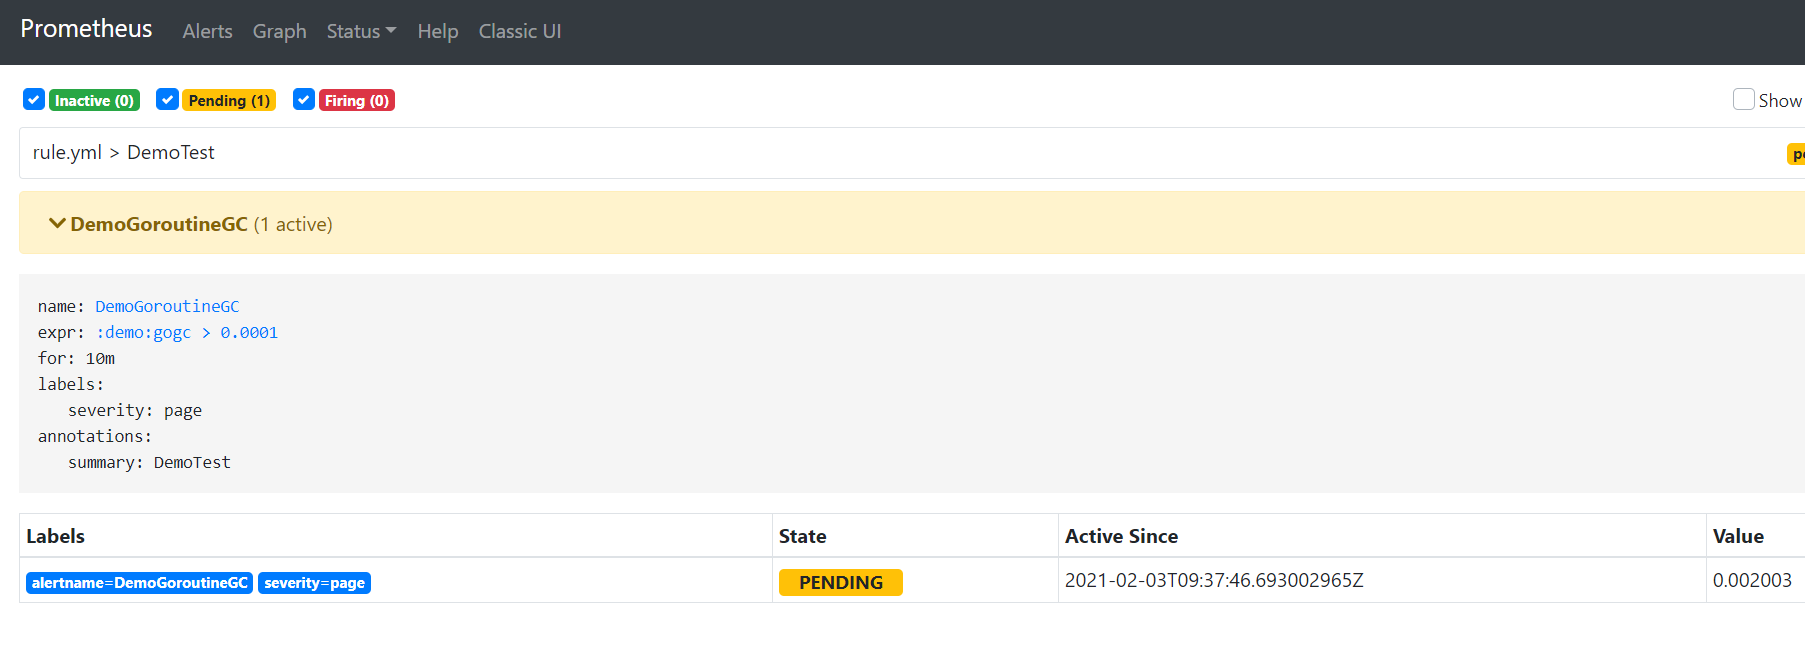 Prometheus Alerts Graph Status Help Classic UI
Inactive (0) Pending (1) Firing (0) Show
rule.yml > DemoTest
DemoGoroutineGC (1 active)
name: DemoGoroutineGC
expr: :demo:gogc > 0.0001
for: 10m
labels:
severity: page
annotations:
summary: DemoTest
Labels State Active Since Value
alertname=DemoGoroutineGC severity=page PENDING 2021-02-03T09:37:46.693002965Z 0.002003